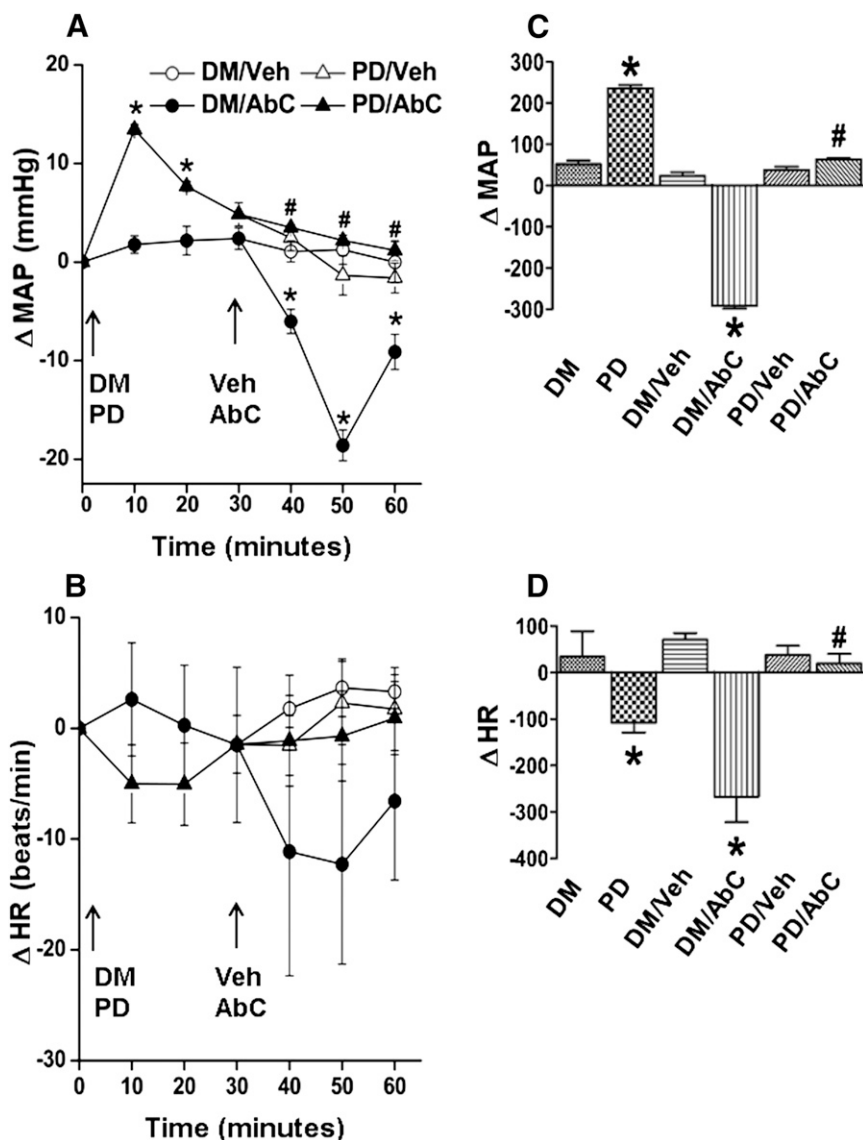 A
DM/Veh PD/Veh
DM/AbC PD/AbC
20
10
0
-10
-20
Δ MAP (mmHg)
* * # # # * * *
DM
PD
Veh
AbC
0 10 20 30 40 50 60
Time (minutes)
C
300
200
100
0
-100
-200
-300
Δ MAP
* * #
DM PD DM/Veh DM/AbC PD/Veh PD/AbC
B
10
0
-10
-20
-30
Δ HR (beats/min)
DM
PD
Veh
AbC
0 10 20 30 40 50 60
Time (minutes)
D
100
0
-100
-200
-300
-400
Δ HR
* * #
DM PD DM/Veh DM/AbC PD/Veh PD/AbC